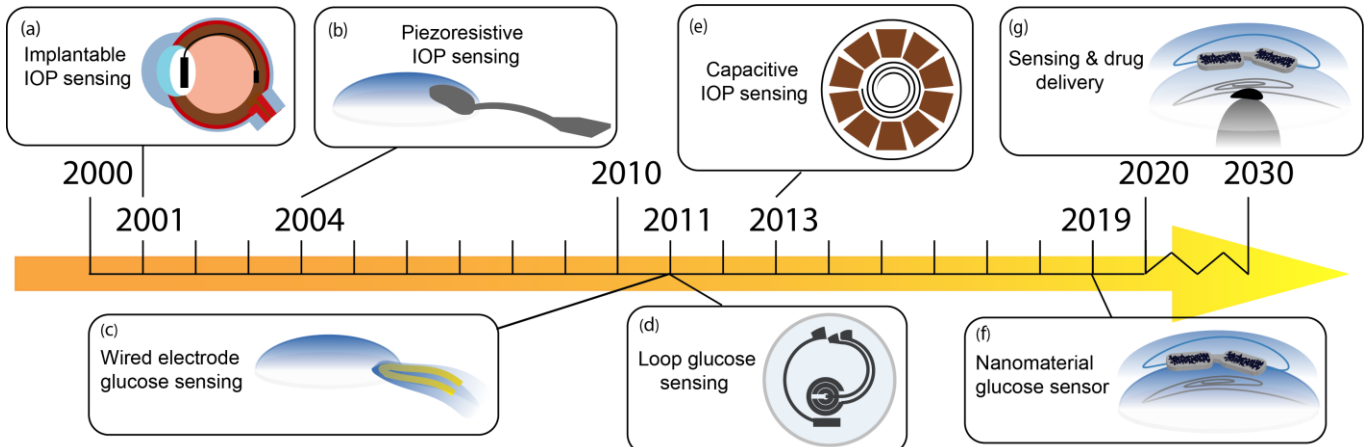 (a)
Implantable
IOP sensing
(b)
Piezoresistive
IOP sensing
(e)
Capacitive
IOP sensing
(g)
Sensing & drug
delivery
2000
2001
2004
2010
2011
2013
2019
2020
2030
(c)
Wired electrode
glucose sensing
(d)
Loop glucose
sensing
(f)
Nanomaterial
glucose sensor